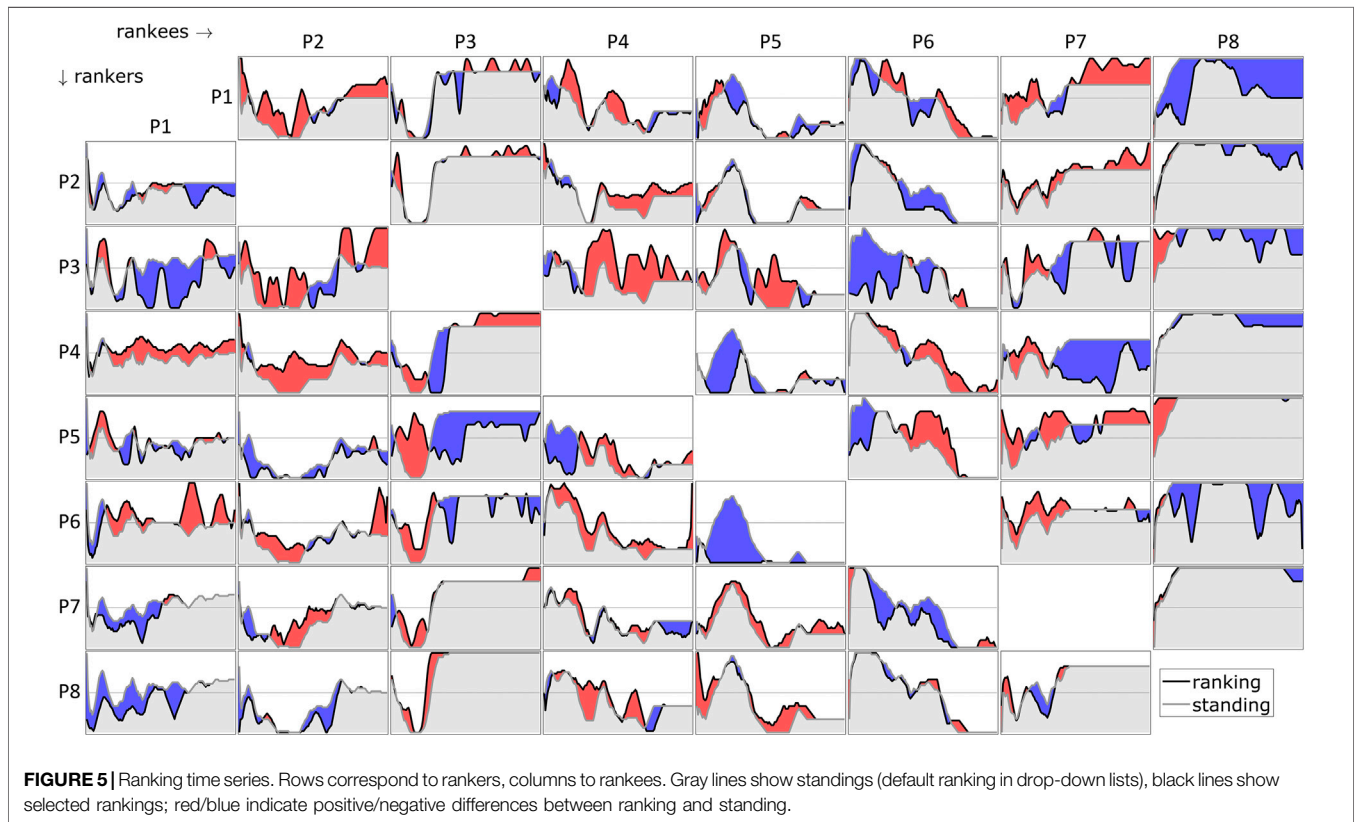 rankees →
P2 P3 P4 P5 P6 P7 P8
↓ rankers
P1
P1
P2
P3
P4
P5
P6
P7
P8
ranking
standing
FIGURE 5 | Ranking time series. Rows correspond to rankers, columns to rankees. Gray lines show standings (default ranking in drop-down lists), black lines show
selected rankings; red/blue indicate positive/negative differences between ranking and standing.